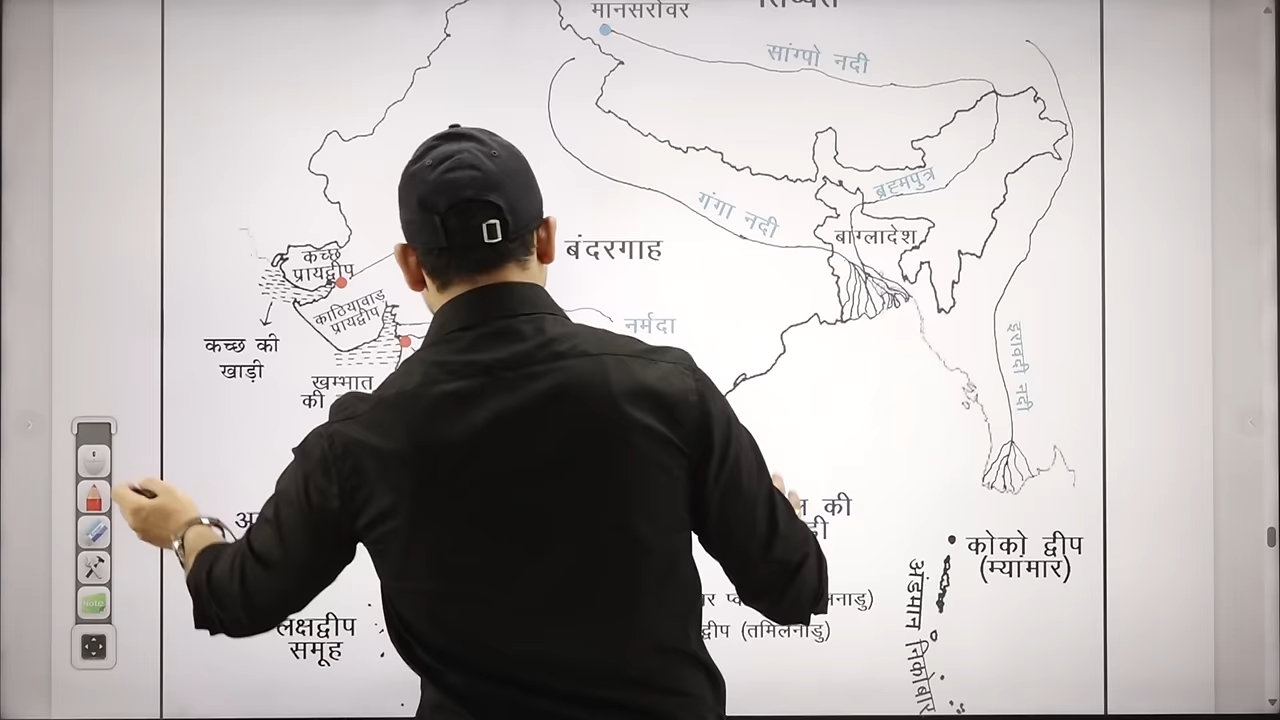 मानसरोवर
सांग्पो नदी
ब्रह्मपुत्र
गंगा नदी
बांग्लादेश
बंदरगाह
कच्छ
प्रायद्वीप
काठियावाड़
प्रायद्वीप
नर्मदा
कच्छ की
खाड़ी
खम्भात
की
इरावदी नदी
की
कोको द्वीप
(म्यांमार)
अंडमान निकोबार
द्वीप (तमिलनाडु)
लक्षद्वीप
समूह
Note